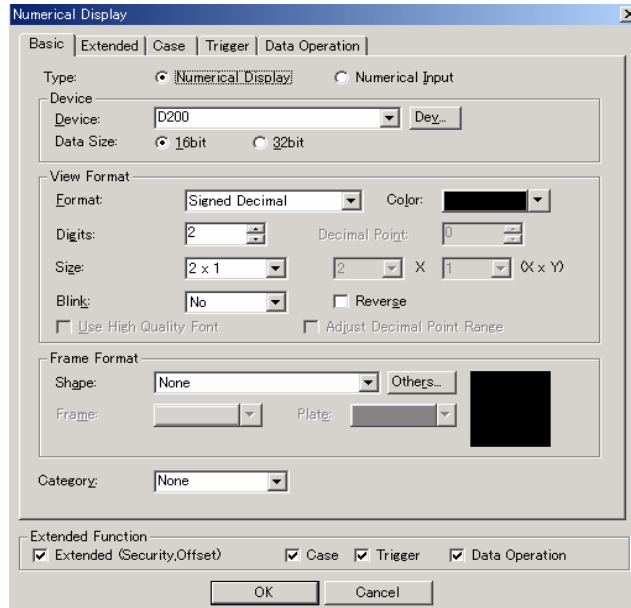 Numerical Display
Basic Extended Case Trigger Data Operation
Type: Numerical Display Numerical Input
Device
Device: D200 Dev...
Data Size: 16bit 32bit
View Format
Format: Signed Decimal Color:
Digits: 2 Decimal Point: 0
Size: 2 x 1 2 X 1 (X x Y)
Blink: No Reverse
Use High Quality Font Adjust Decimal Point Range
Frame Format
Shape: None Others...
Frame: Plate:
Category: None
Extended Function
Extended (Security,Offset) Case Trigger Data Operation
OK Cancel